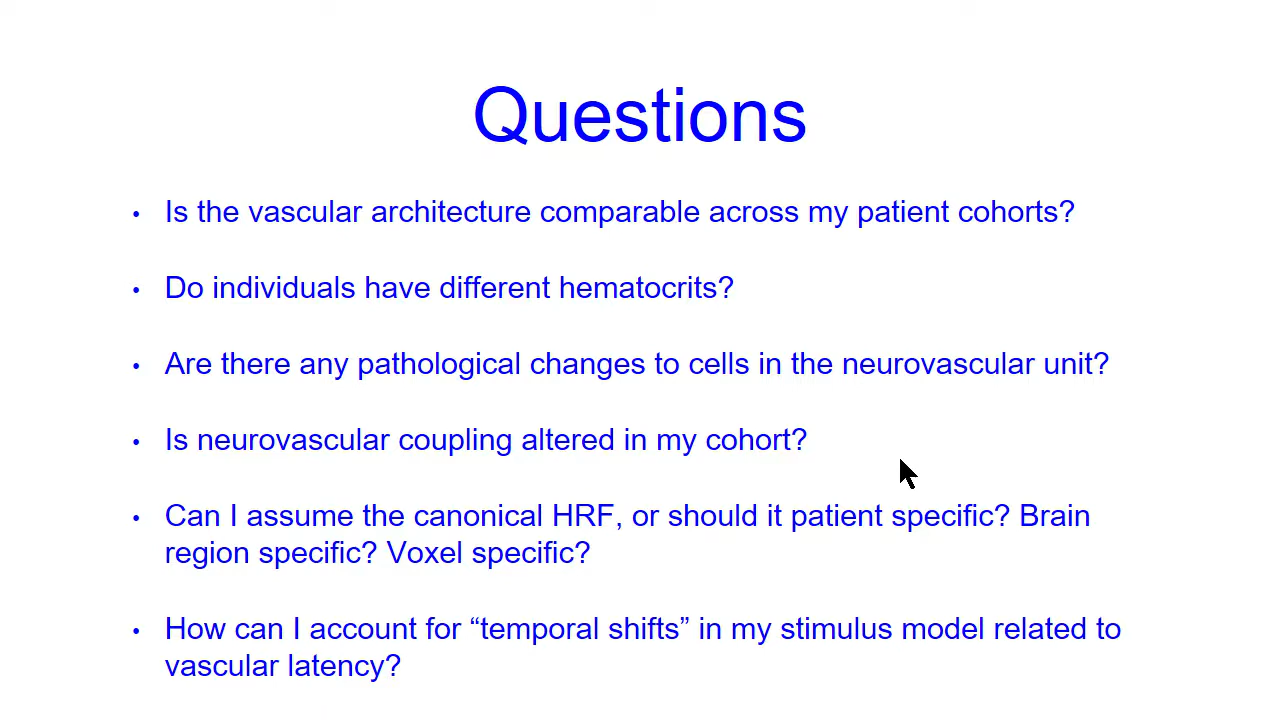 Questions
• Is the vascular architecture comparable across my patient cohorts?
• Do individuals have different hematocrits?
• Are there any pathological changes to cells in the neurovascular unit?
• Is neurovascular coupling altered in my cohort?
• Can I assume the canonical HRF, or should it patient specific? Brain
region specific? Voxel specific?
• How can I account for “temporal shifts” in my stimulus model related to
vascular latency?